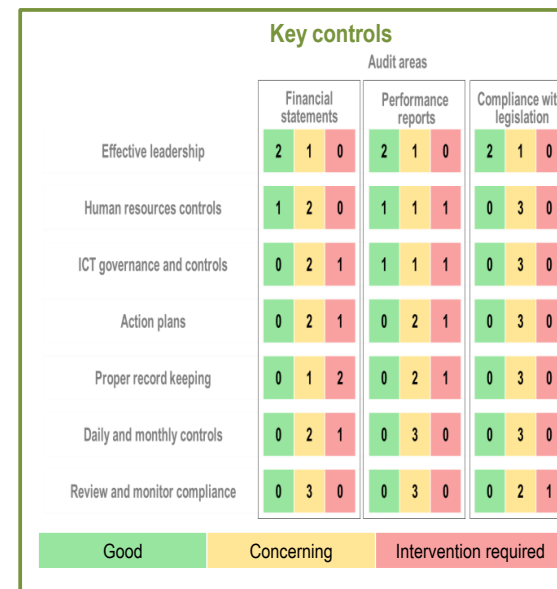 Key controls
Audit areas
Financial statements Performance reports Compliance wit legislation
Effective leadership 2 1 0 2 1 0 2 1 0
Human resources controls 1 2 0 1 1 1 0 3 0
ICT governance and controls 0 2 1 1 1 1 0 3 0
Action plans 0 2 1 0 2 1 0 3 0
Proper record keeping 0 1 2 0 2 1 0 3 0
Daily and monthly controls 0 2 1 0 3 0 0 3 0
Review and monitor compliance 0 3 0 0 3 0 0 2 1
Good Concerning Intervention required